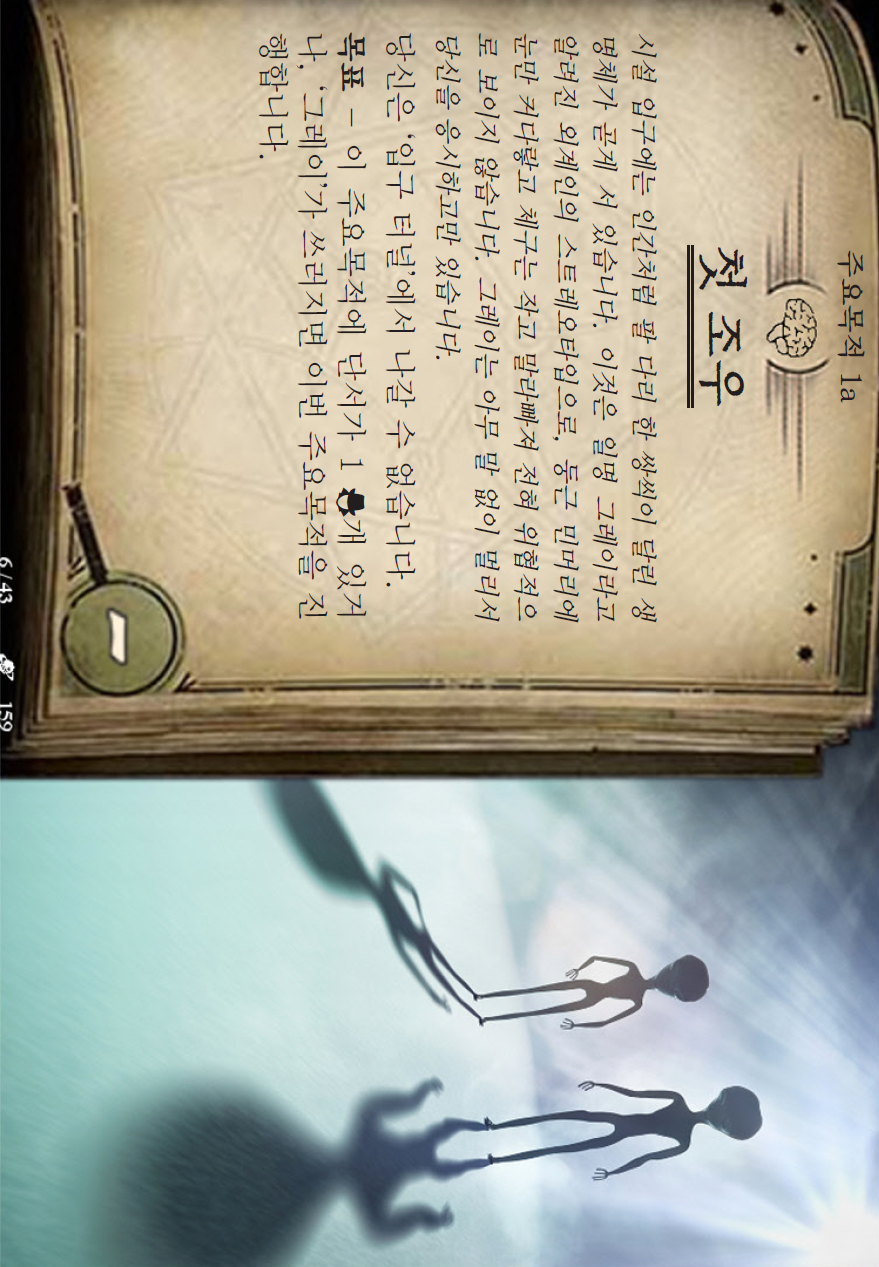 주요목적 1a
첫 조우
시설 입구에는 인간처럼 팔 다리 한 쌍씩이 달린 생
명체가 곧게 서 있습니다. 이것은 일명 그레이라고
알려진 외계인의 스트레오타입으로, 둥근 민머리에
눈만 커다랗고 체구는 작고 말라빠져 전혀 위협적으
로 보이지 않습니다. 그레이는 아무 말 없이 멀리서
당신을 응시하고만 있습니다.
당신은 ‘입구 터널’에서 나갈 수 없습니다.
목표 – 이 주요목적에 단서가 1 개 있거
나, ‘그레이’가 쓰러지면 이번 주요목적을 진
행합니다.
–
6 / 43 159